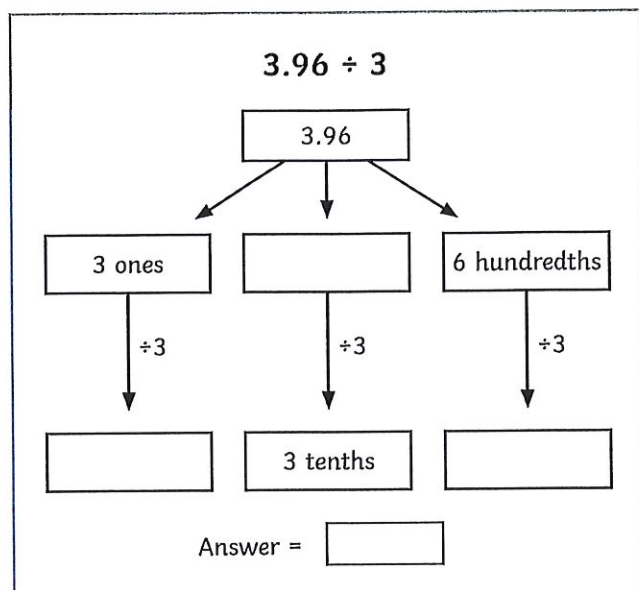 3.96 ÷ 3
3.96
3 ones
6 hundredths
÷3
÷3
÷3
3 tenths
Answer =